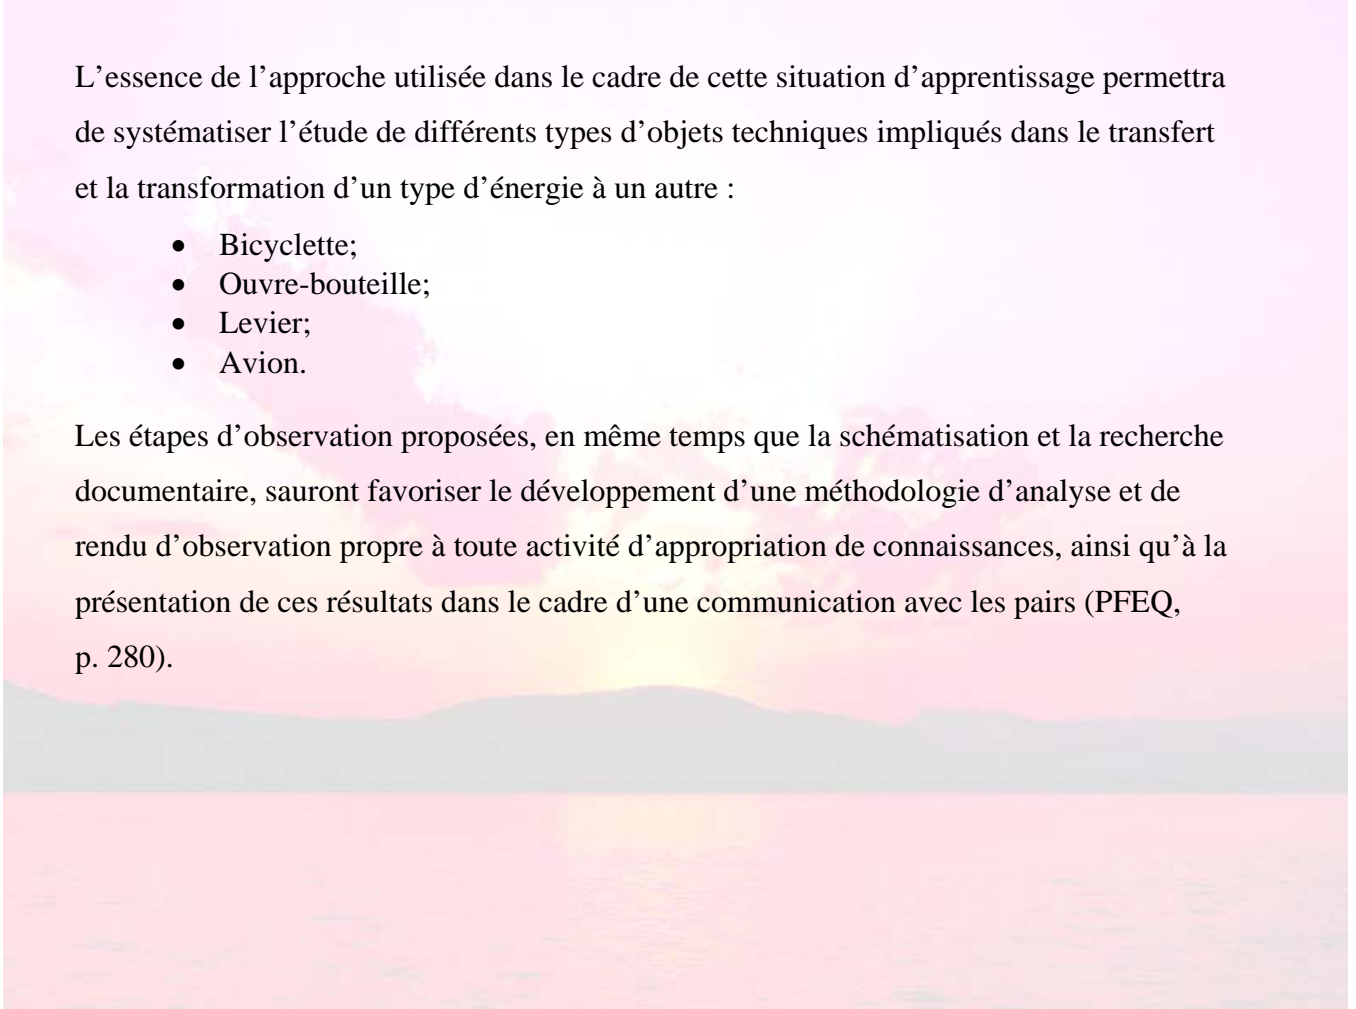 L’essence de l’approche utilisée dans le cadre de cette situation d’apprentissage permettra
de systématiser l’étude de différents types d’objets techniques impliqués dans le transfert
et la transformation d’un type d’énergie à un autre :
• Bicyclette;
• Ouvre-bouteille;
• Levier;
• Avion.
Les étapes d’observation proposées, en même temps que la schématisation et la recherche
documentaire, sauront favoriser le développement d’une méthodologie d’analyse et de
rendu d’observation propre à toute activité d’appropriation de connaissances, ainsi qu’à la
présentation de ces résultats dans le cadre d’une communication avec les pairs (PFEQ,
p. 280).